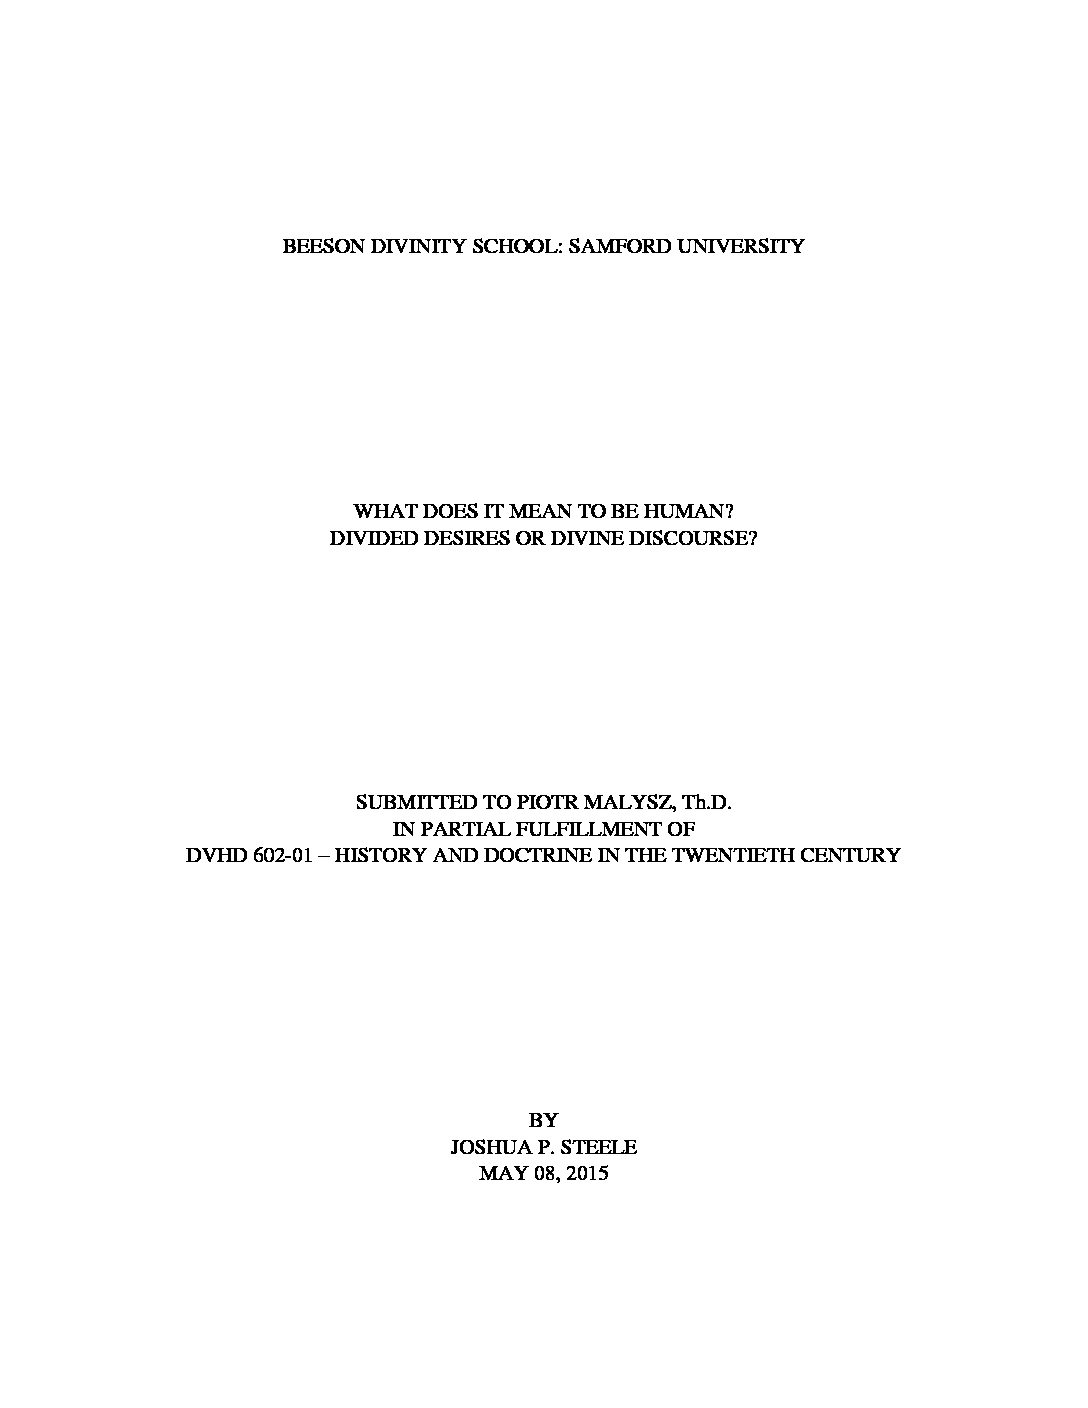 BEESON DIVINITY SCHOOL: SAMFORD UNIVERSITY
WHAT DOES IT MEAN TO BE HUMAN?
DIVIDED DESIRES OR DIVINE DISCOURSE?
SUBMITTED TO PIOTR MALYSZ, Th.D.
IN PARTIAL FULFILLMENT OF
DVHD 602-01 – HISTORY AND DOCTRINE IN THE TWENTIETH CENTURY
BY
JOSHUA P. STEELE
MAY 08, 2015